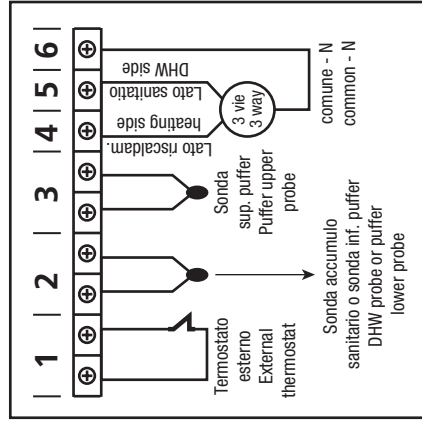 1 2 3 4 5 6
Lato riscaldam.
heating side
Lato sanitatio
DHW side
3 vie
3 way
comune - N
common - N
Sonda
sup. puffer
Puffer upper
probe
Termostato
esterno
External
thermostat
Sonda accumulo
sanitario o sonda inf. puffer
DHW probe or puffer
lower probe